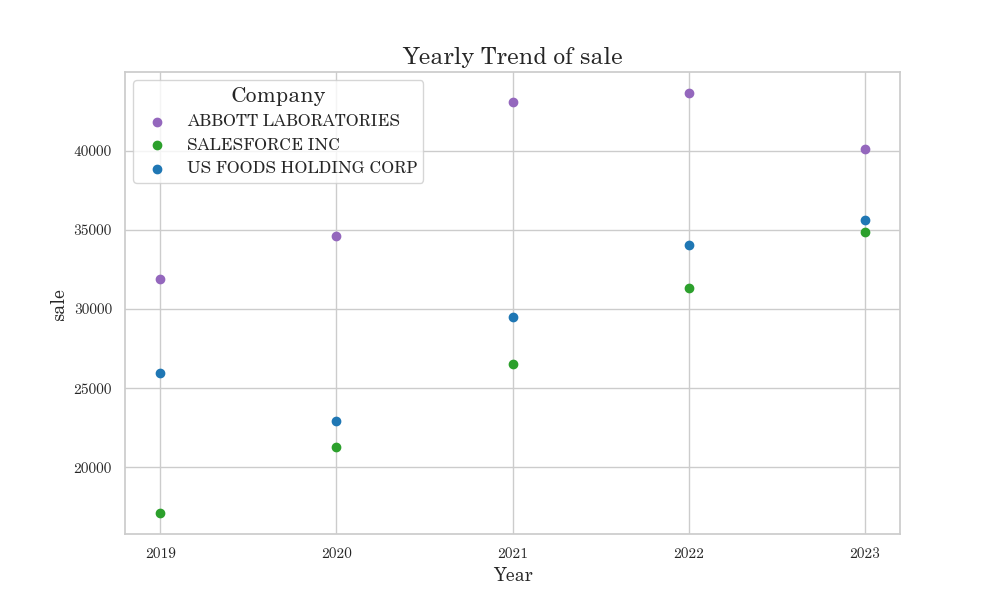 Yearly Trend of sale
Company
ABBOTT LABORATORIES
SALESFORCE INC
US FOODS HOLDING CORP
40000
35000
30000
25000
20000
sale
2019 2020 2021 2022 2023
Year